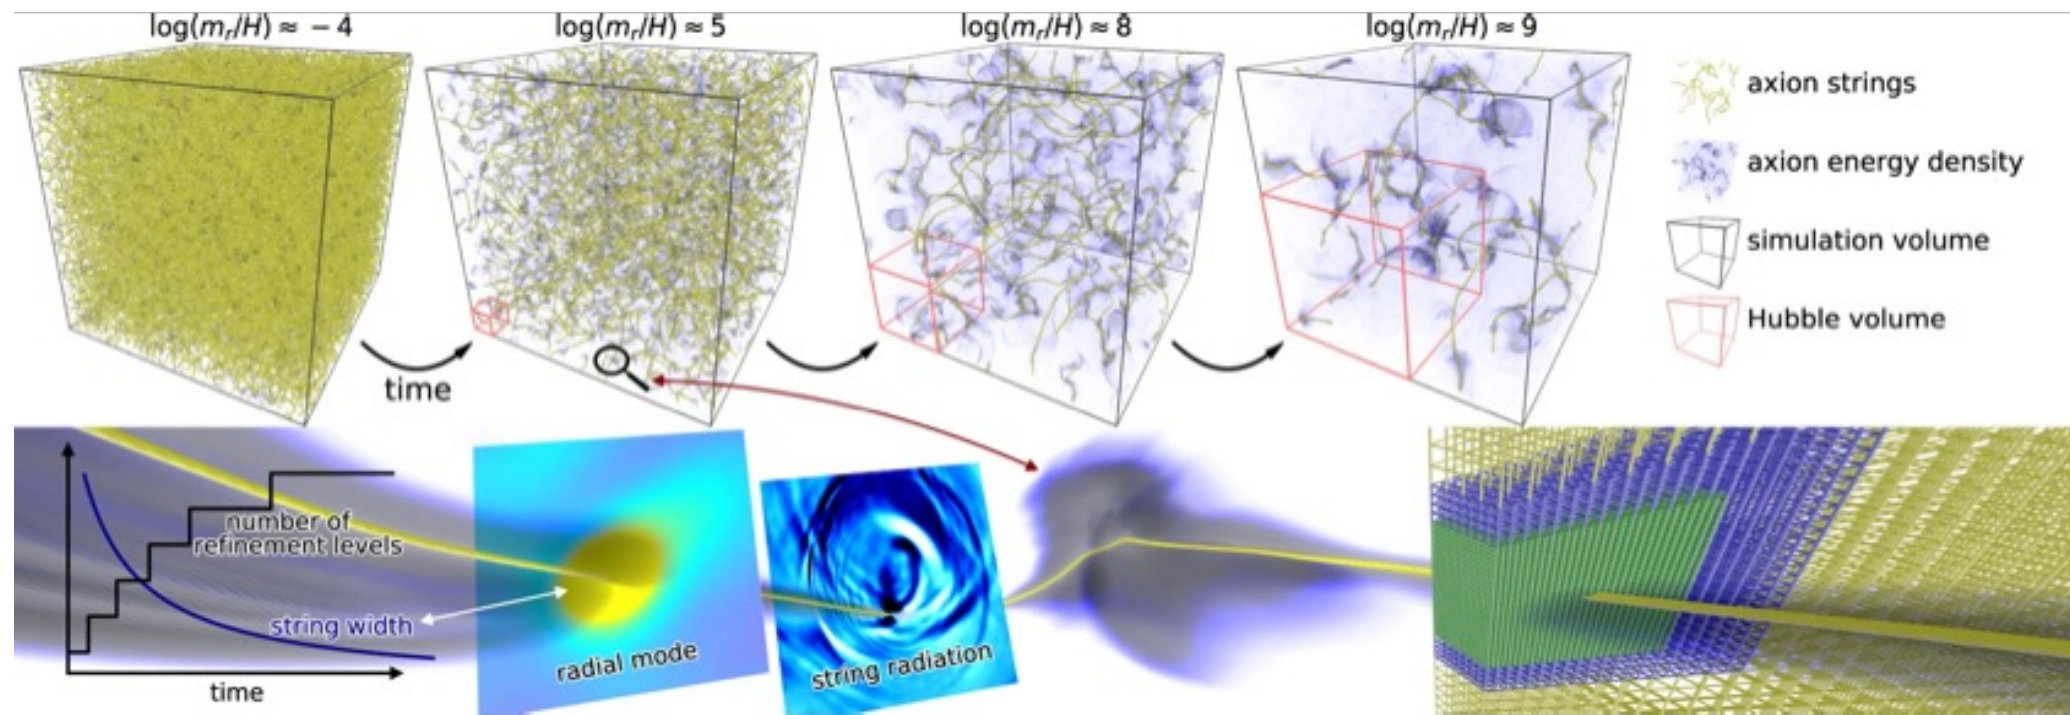 log(m_r/H) ≈ −4
log(m_r/H) ≈ 5
log(m_r/H) ≈ 8
log(m_r/H) ≈ 9
axion strings
axion energy density
simulation volume
Hubble volume
time
number of
refinement levels
string width
time
radial mode
string radiation